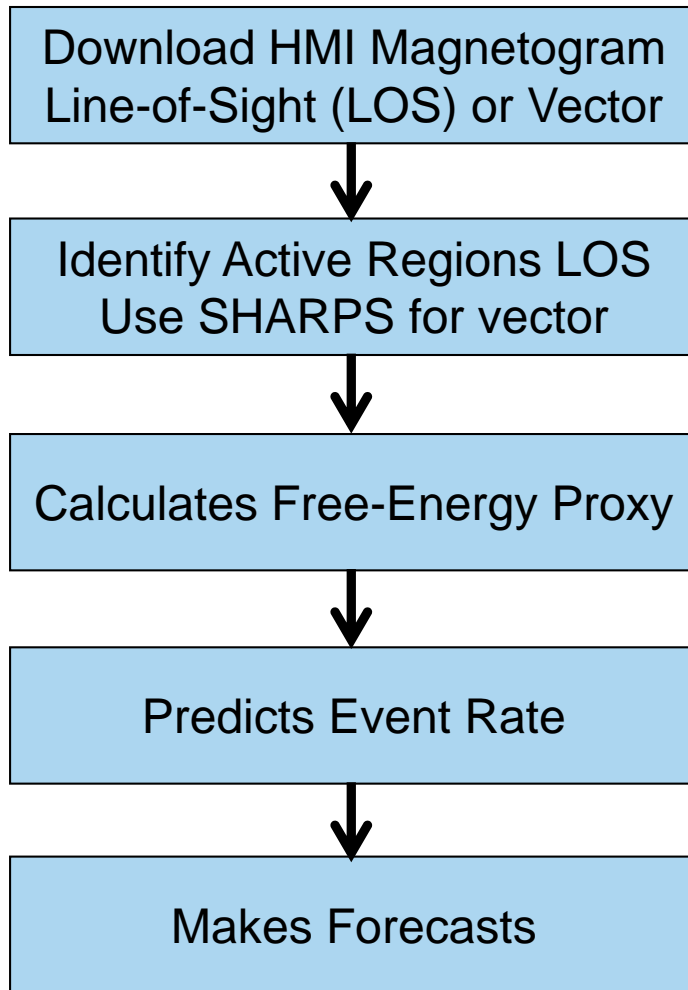 Download HMI Magnetogram
Line-of-Sight (LOS) or Vector
Identify Active Regions LOS
Use SHARPS for vector
Calculates Free-Energy Proxy
Predicts Event Rate
Makes Forecasts